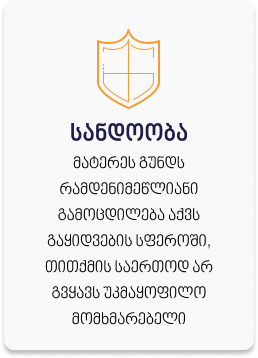 სანდოობა
მატერეს გუნდს
რამდენიმეწლიანი
გამოცდილება აქვს
გაყიდვების სფეროში,
თითქმის საერთოდ არ
გვყავს უკმაყოფილო
მომხმარებელი